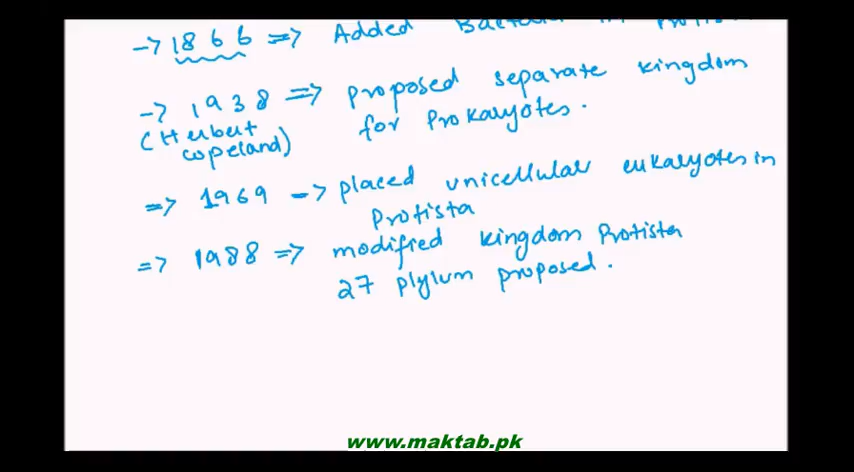 -> 1866 => Added
-> 1938 => proposed separate kingdom
(Herbert copeland) for Prokaryotes.
=> 1969 -> placed unicellular eukaryotes in
Protista
=> 1988 => modified kingdom Protista
27 plylum proposed.
www.maktab.pk